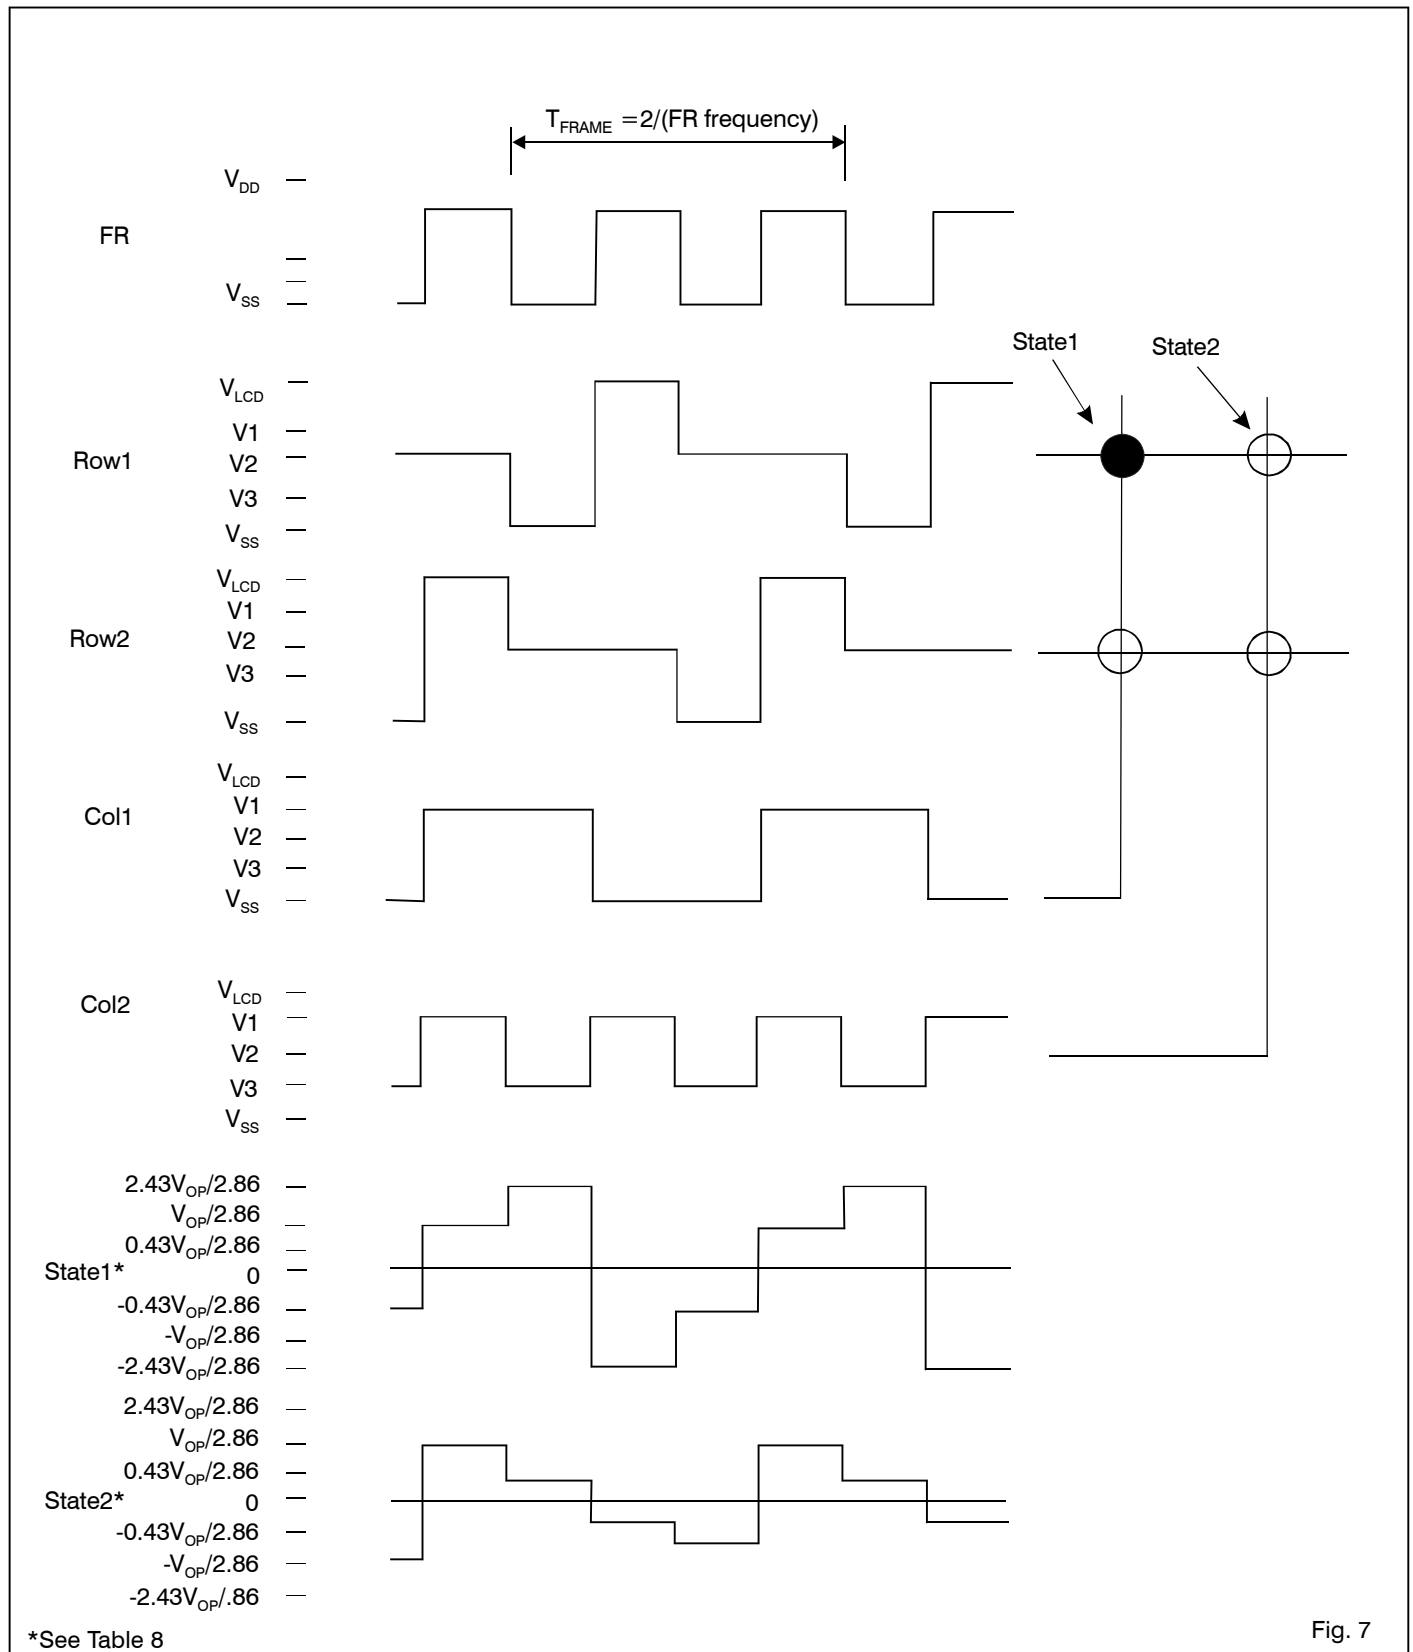 T_FRAME =2/(FR frequency)
V_DD
FR
V_SS
State1
State2
V_LCD
V1
Row1
V2
V3
V_SS
V_LCD
V1
Row2
V2
V3
V_SS
V_LCD
V1
Col1
V2
V3
V_SS
V_LCD
Col2
V1
V2
V3
V_SS
2.43V_OP/2.86
V_OP/2.86
0.43V_OP/2.86
State1*
0
-0.43V_OP/2.86
-V_OP/2.86
-2.43V_OP/2.86
2.43V_OP/2.86
V_OP/2.86
0.43V_OP/2.86
State2*
0
-0.43V_OP/2.86
-V_OP/2.86
-2.43V_OP/.86
*See Table 8
Fig. 7